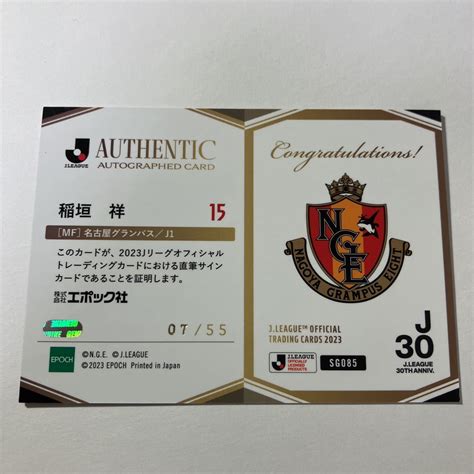 J.LEAGUE
AUTHENTIC
AUTOGRAPHED CARD
稲垣 祥 15
[MF] 名古屋グランパス/J1
このカードが、2023Jリーグオフィシャル
トレーディングカードにおける直筆サイン
カードであることを証明します。
株式会社エポック社
07/55
EPOCH
©N.G.E. ©J.LEAGUE
©2023 EPOCH Printed in Japan
Congratulations!
NGE
NAGOYA GRAMPUS EIGHT
J.LEAGUE™ OFFICIAL
TRADING CARDS 2023
J.LEAGUE
OFFICIALLY
LICENSED
PRODUCTS
SG085
J
30
J.LEAGUE
30TH ANNIV.